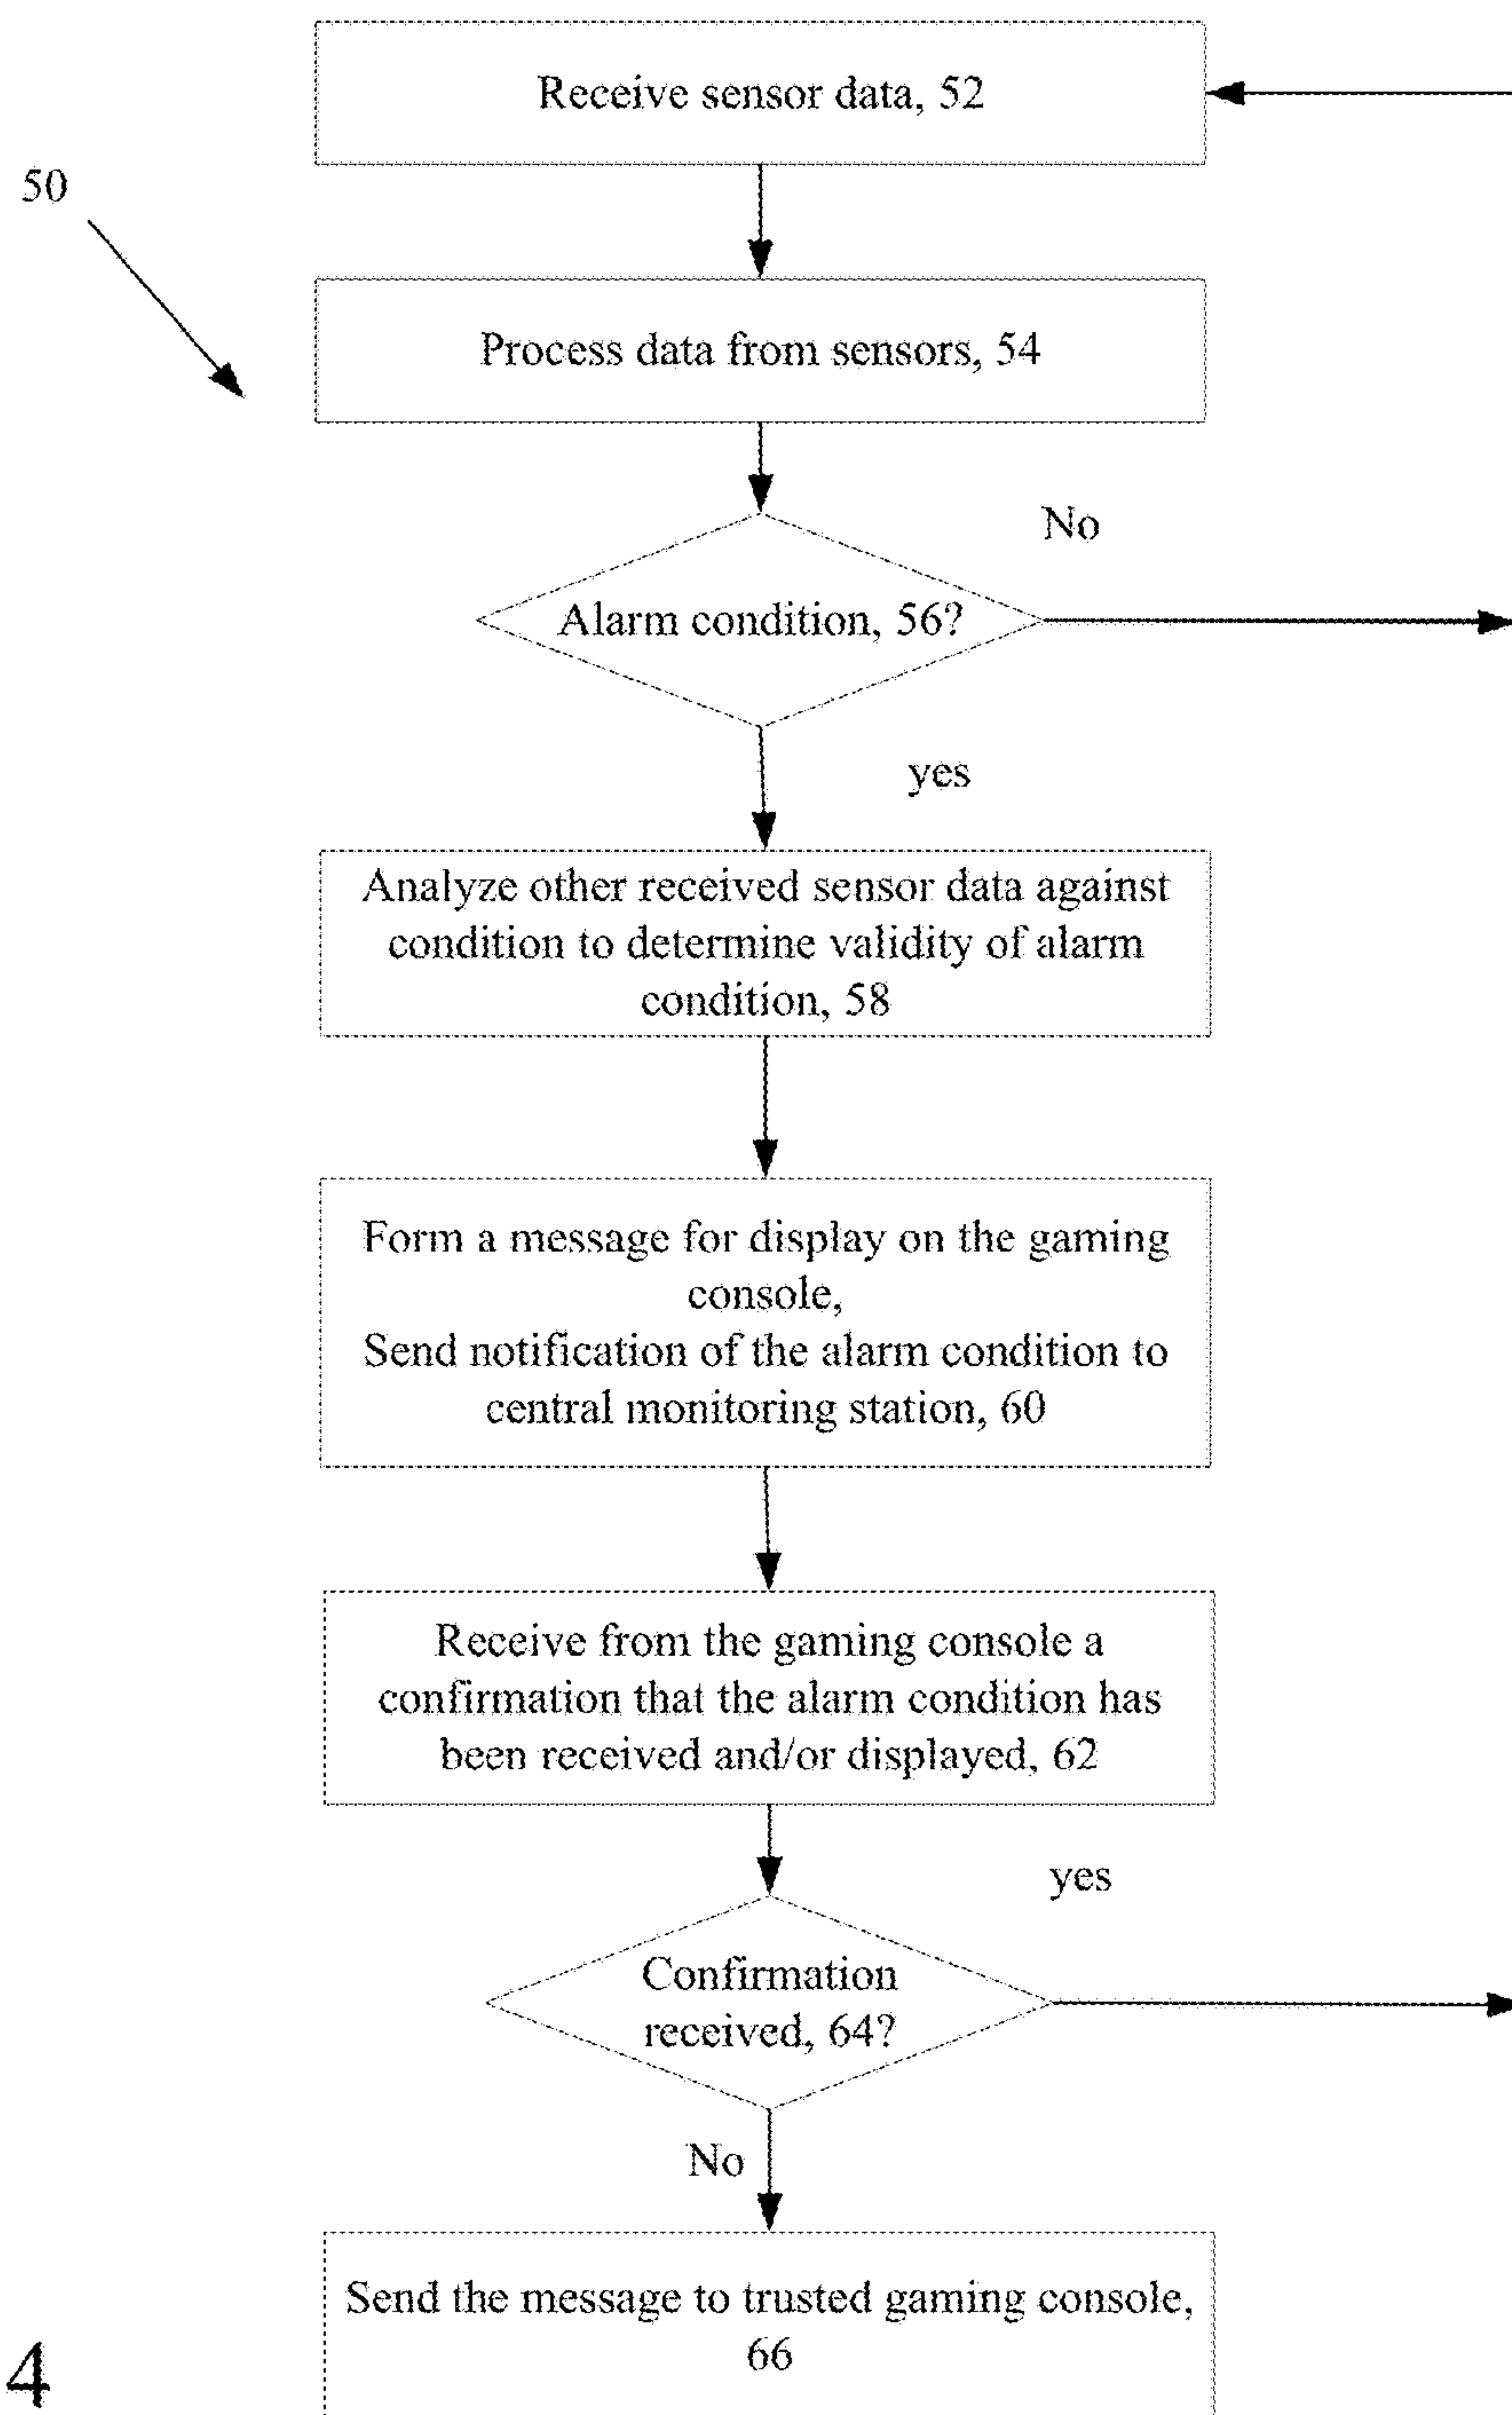 Receive sensor data, 52
50
Process data from sensors, 54
No
Alarm condition, 56?
yes
Analyze other received sensor data against
condition to determine validity of alarm
condition, 58
Form a message for display on the gaming
console,
Send notification of the alarm condition to
central monitoring station, 60
Receive from the gaming console a
confirmation that the alarm condition has
been received and/or displayed, 62
yes
Confirmation
received, 64?
No
Send the message to trusted gaming console,
66
4